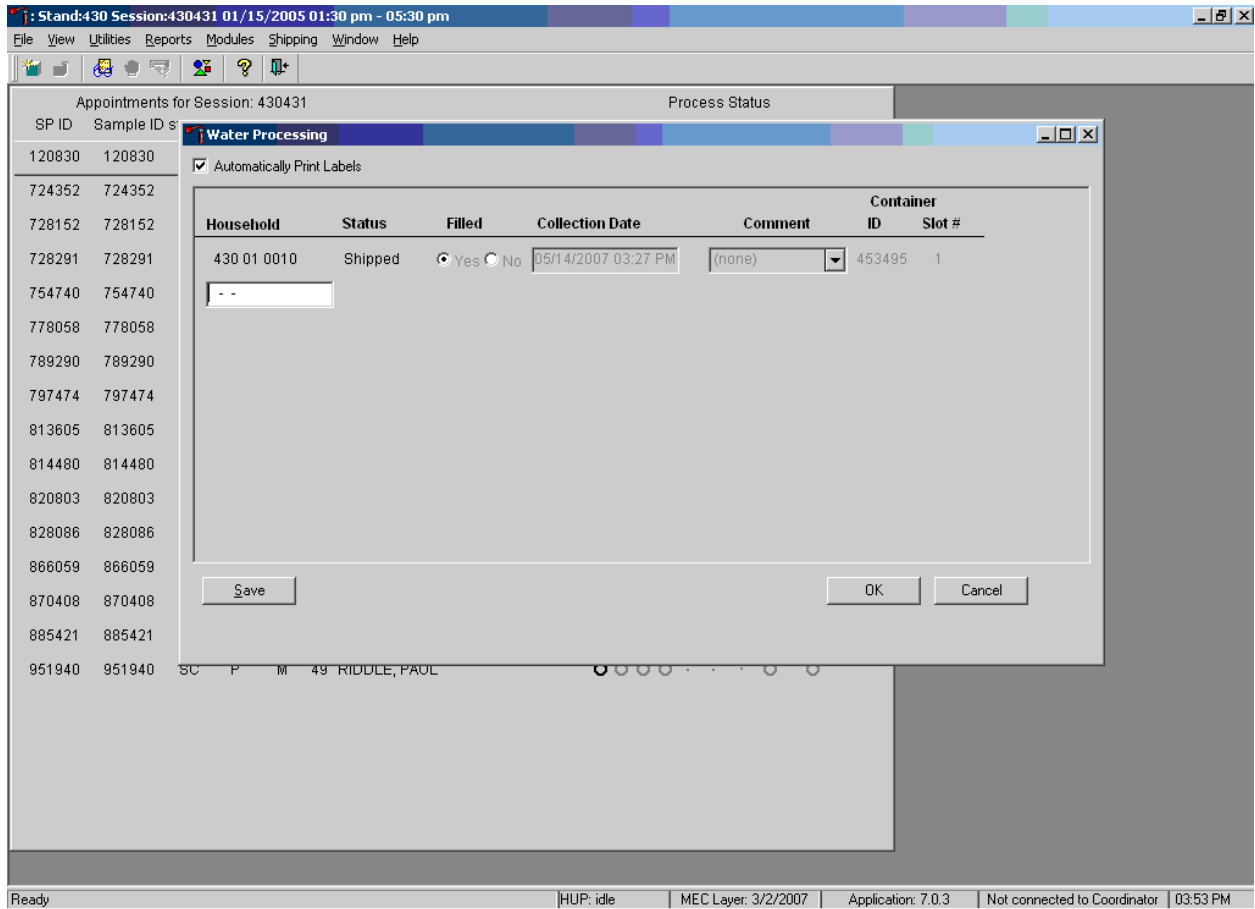 : Stand:430 Session:430431 01/15/2005 01:30 pm - 05:30 pm
File View Utilities Reports Modules Shipping Window Help
Appointments for Session: 430431 Process Status
SP ID Sample ID
Water Processing
Automatically Print Labels
Container
Household Status Filled Collection Date Comment ID Slot #
430 01 0010 Shipped Yes No 05/14/2007 03:27 PM (none) 453495 1
- -
120830 120830
724352 724352
728152 728152
728291 728291
754740 754740
778058 778058
789290 789290
797474 797474
813605 813605
814480 814480
820803 820803
828086 828086
866059 866059
870408 870408
885421 885421
951940 951940 SC P M 49 RIDDLE, PAUL
Save OK Cancel
Ready HUP: idle MEC Layer: 3/2/2007 Application: 7.0.3 Not connected to Coordinator 03:53 PM